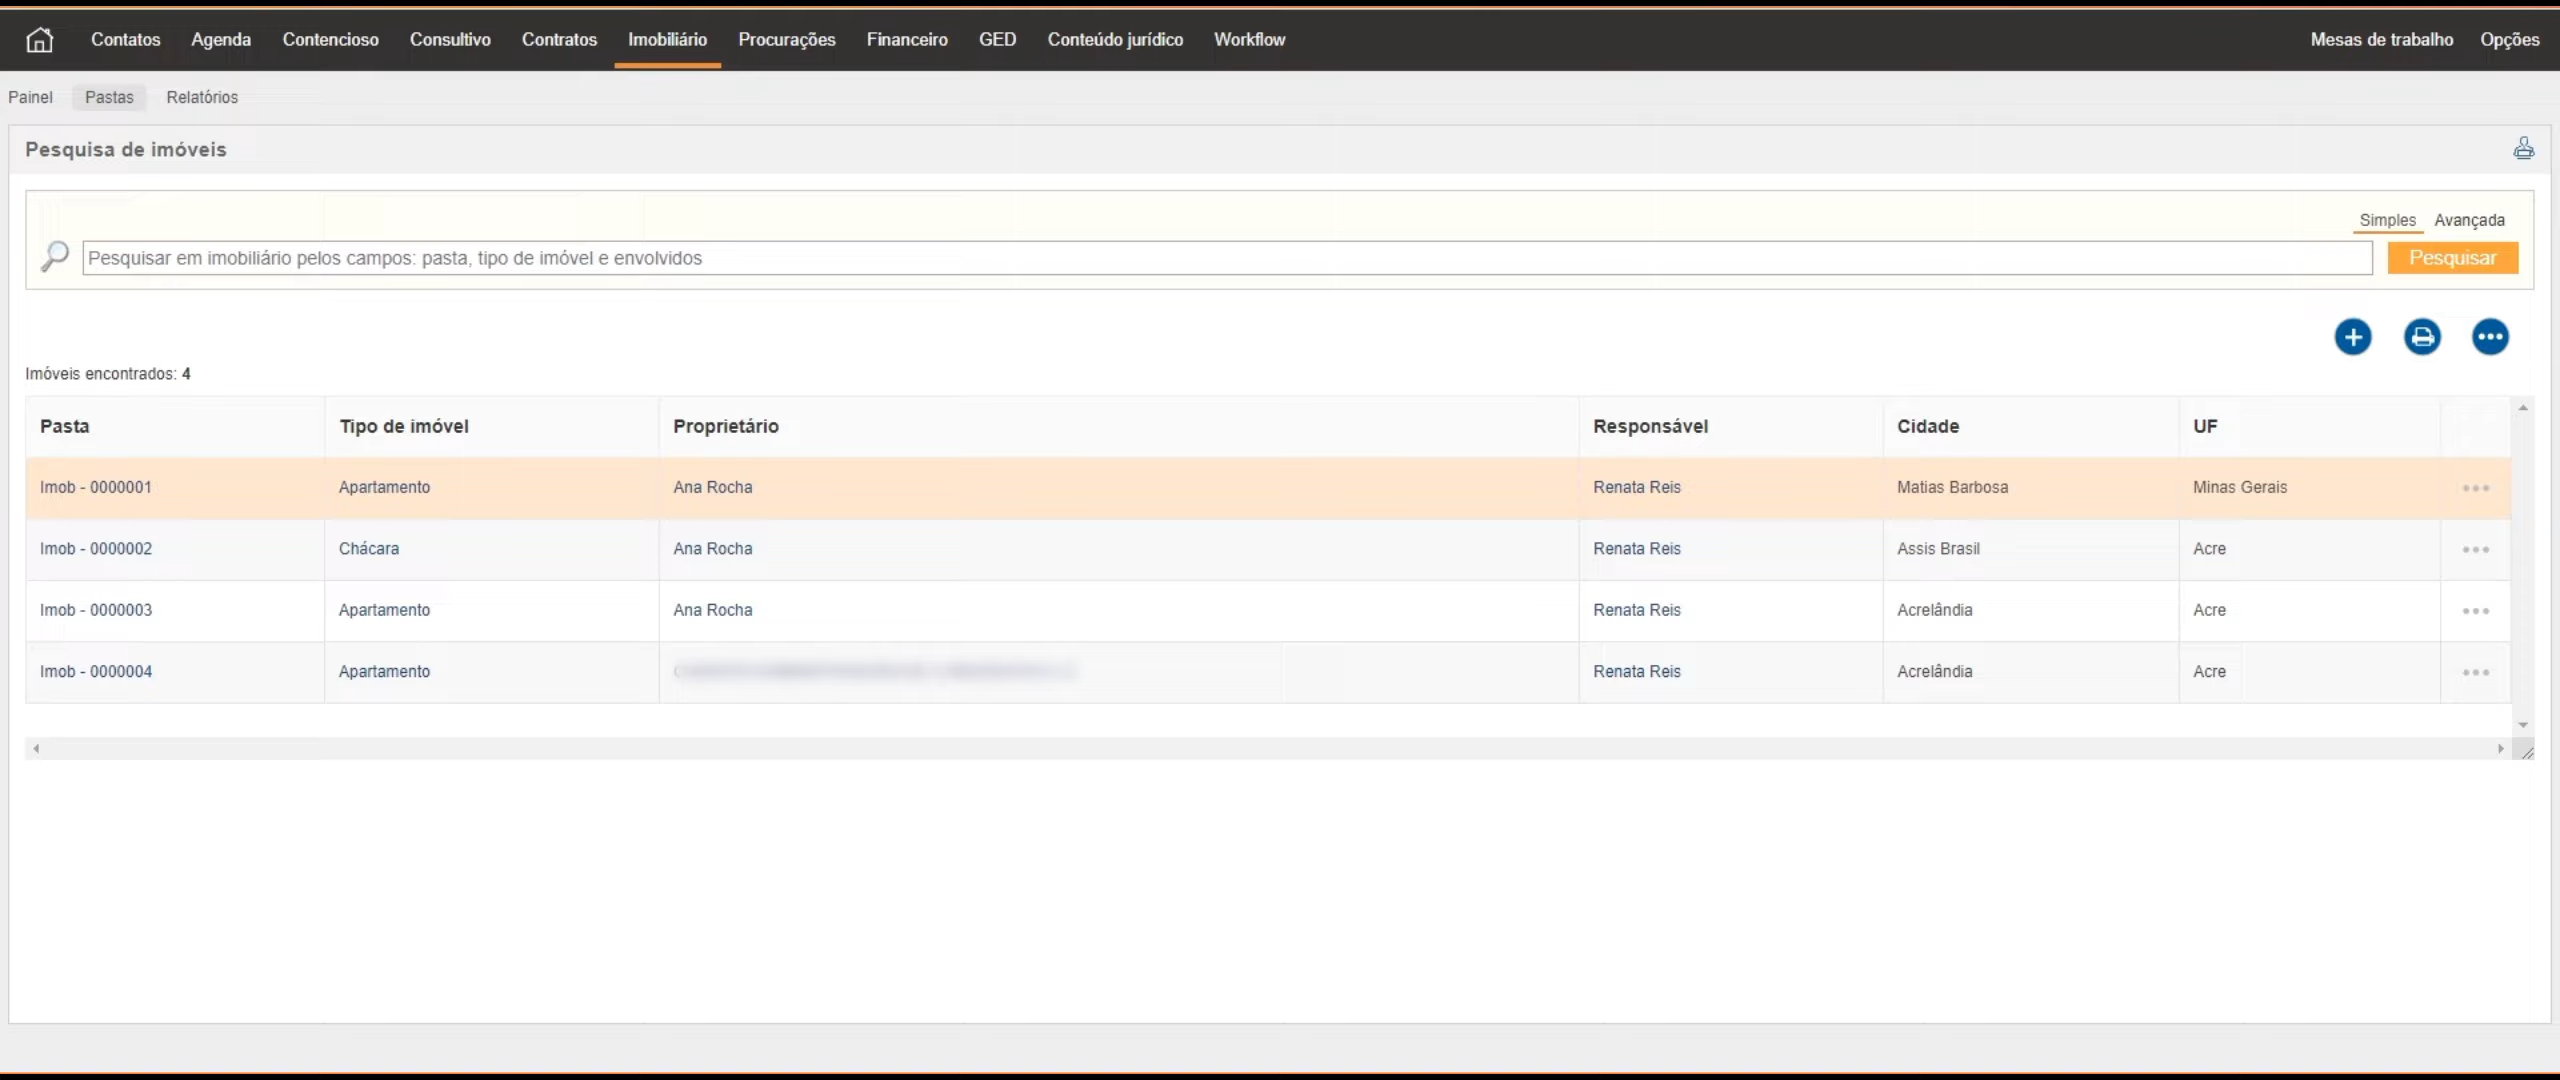 Contatos Agenda Contencioso Consultivo Contratos Imobiliário Procurações Financeiro GED Conteúdo jurídico Workflow Mesas de trabalho Opções
Painel Pastas Relatórios
Pesquisa de imóveis
Simples Avançada
Pesquisar em imobiliário pelos campos: pasta, tipo de imóvel e envolvidos Pesquisar
Imóveis encontrados: 4
Pasta Tipo de imóvel Proprietário Responsável Cidade UF
Imob - 0000001 Apartamento Ana Rocha Renata Reis Matias Barbosa Minas Gerais
Imob - 0000002 Chácara Ana Rocha Renata Reis Assis Brasil Acre
Imob - 0000003 Apartamento Ana Rocha Renata Reis Acrelândia Acre
Imob - 0000004 Apartamento Renata Reis Acrelândia Acre